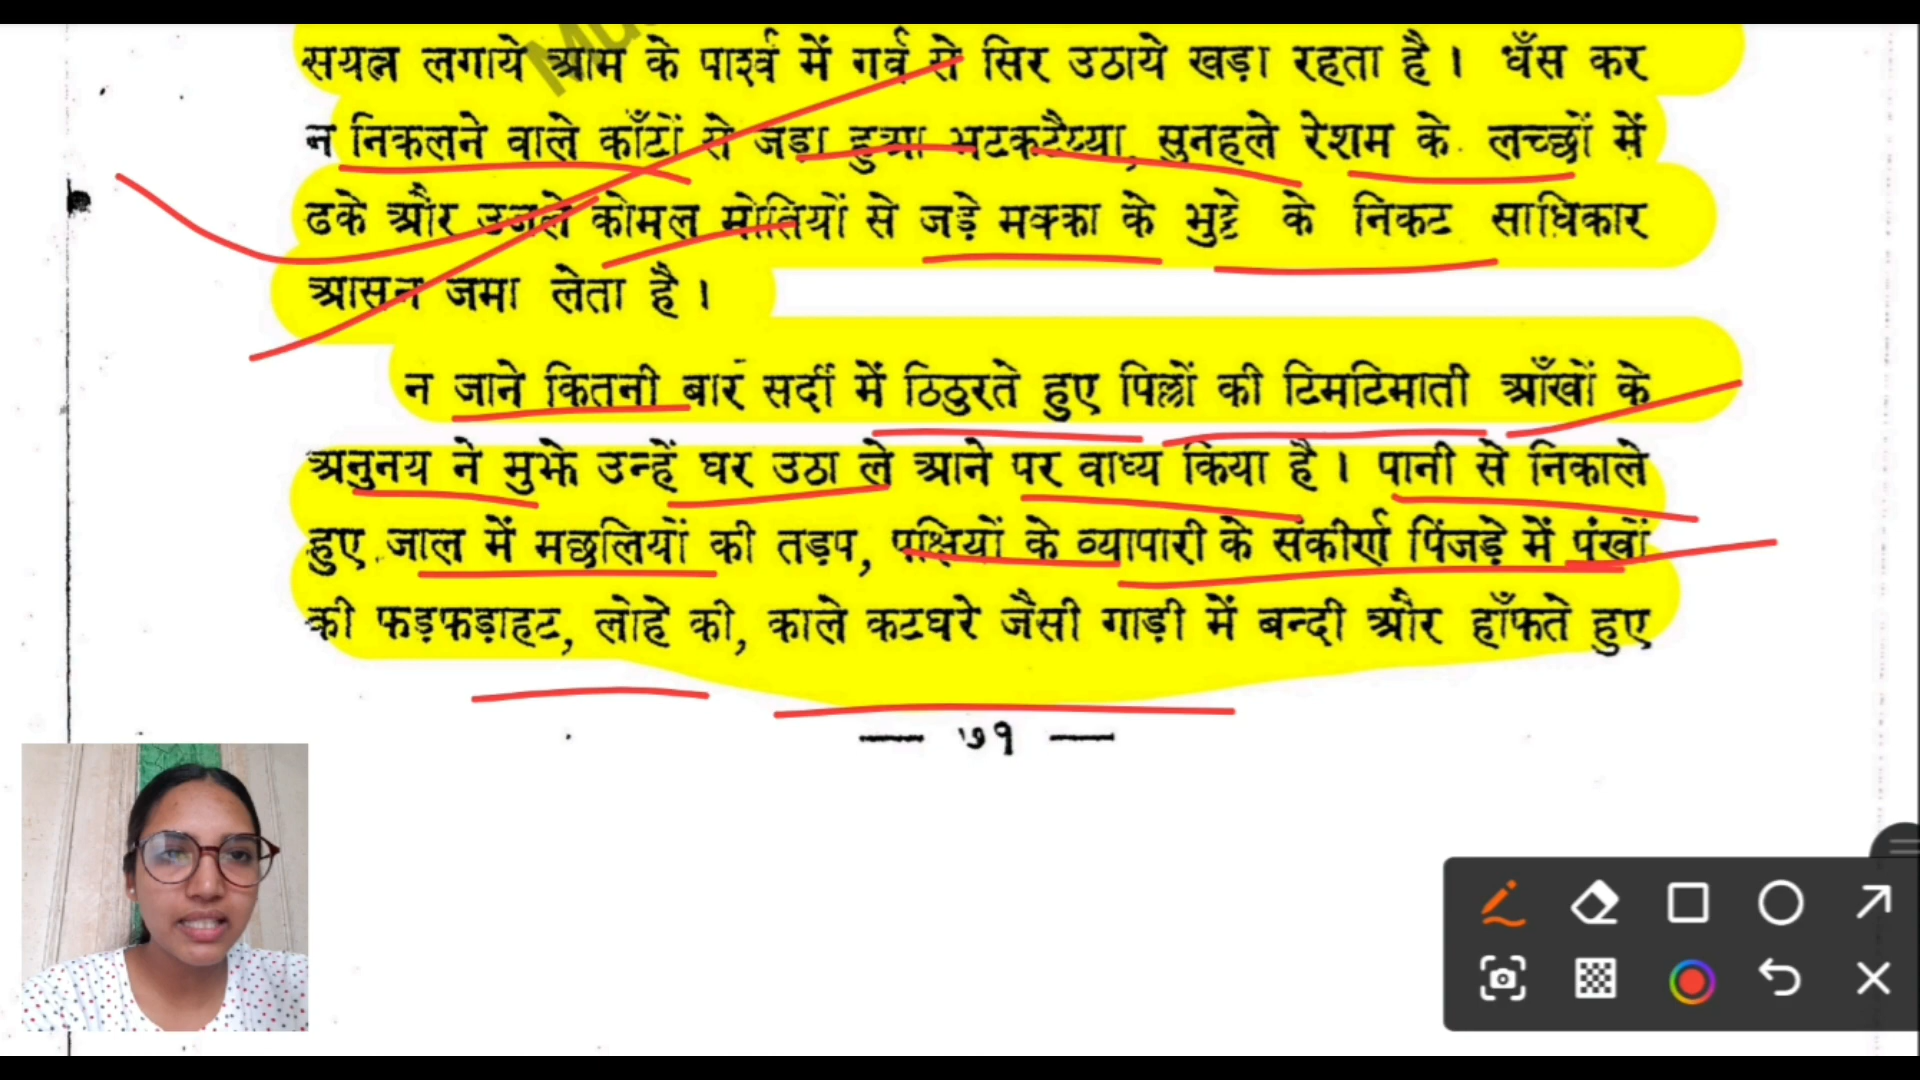 सयत्न लगाये आम के पार्श्व में गर्व से सिर उठाये खड़ा रहता है। धँस कर
न निकलने वाले काँटों से जड़ा हुआ भटकटैय्या, सुनहले रेशम के लच्छों में
ढके और उजले कोमल मोतियों से जड़े मक्का के भुट्टे के निकट साधिकार
आसन जमा लेता है।
न जाने कितनी बार सर्दी में ठिठुरते हुए पिल्लों की टिमटिमाती आँखों के
अनुनय ने मुझे उन्हें घर उठा ले आने पर वाध्य किया है। पानी से निकाले
हुए जाल में मछलियों की तड़प, पक्षियों के व्यापारी के संकीर्ण पिंजड़े में पंखों
की फड़फड़ाहट, लोहे की, काले कटघरे जैसी गाड़ी में बन्दी और हाँफते हुए
— ७१ —